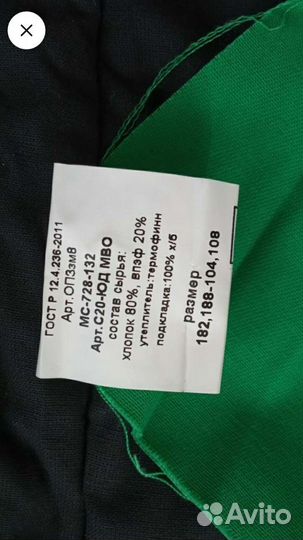 ГОСТ Р 12.4.236-2011
Арт.ОПЗзм8
МС-728-132
Арт.С20-ЮД МВО
состав сырья:
хлопок 80%, впэф 20%
утеплитель:термофинн
подкладка:100% х/б
размер
182,188-104,108
Avito